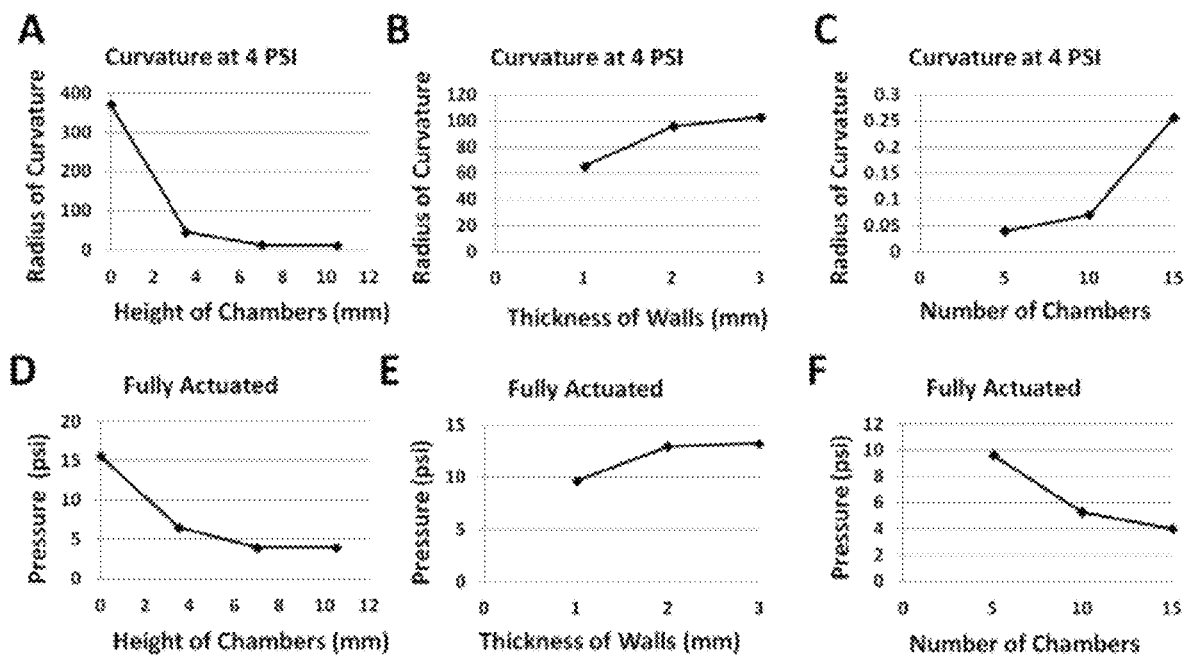 A
Curvature at 4 PSI
Radius of Curvature
400
300
200
100
0
0 2 4 6 8 10 12
Height of Chambers (mm)
B
Curvature at 4 PSI
Radius of Curvature
120
100
80
60
40
20
0
0 1 2 3
Thickness of Walls (mm)
C
Curvature at 4 PSI
Radius of Curvature
0.3
0.25
0.2
0.15
0.1
0.05
0
0 5 10 15
Number of Chambers
D
Fully Actuated
Pressure (psi)
20
15
10
5
0
0 2 4 6 8 10 12
Height of Chambers (mm)
E
Fully Actuated
Pressure (psi)
15
10
5
0
0 1 2 3
Thickness of Walls (mm)
F
Fully Actuated
Pressure (psi)
12
10
8
6
4
2
0
0 5 10 15
Number of Chambers